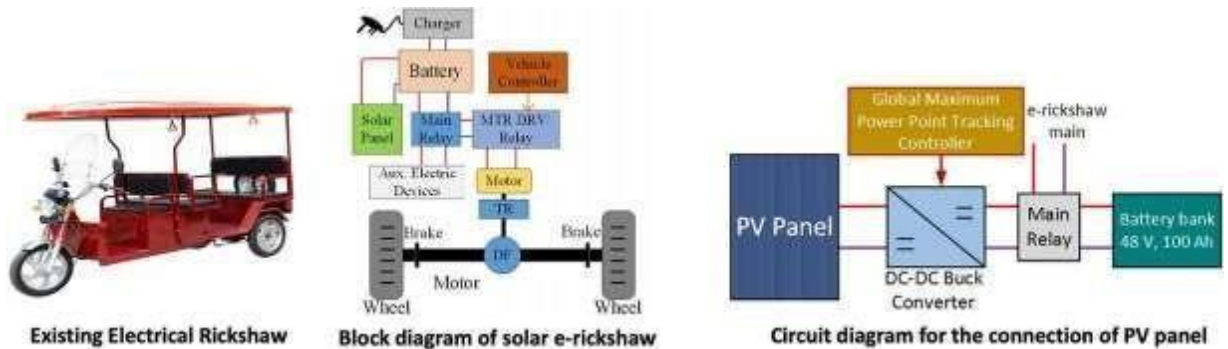 Charger
Battery
Vehicle
Controller
Solar
Panel
Main
Relay
MTR DRV
Relay
Aux. Electric
Devices
Motor
TR
Brake
Brake
DF
Motor
Wheel
Wheel
Global Maximum
Power Point Tracking
Controller
e-rickshaw
main
PV Panel
Main
Relay
Battery bank
48 V, 100 Ah
DC-DC Buck
Converter
Existing Electrical Rickshaw
Block diagram of solar e-rickshaw
Circuit diagram for the connection of PV panel